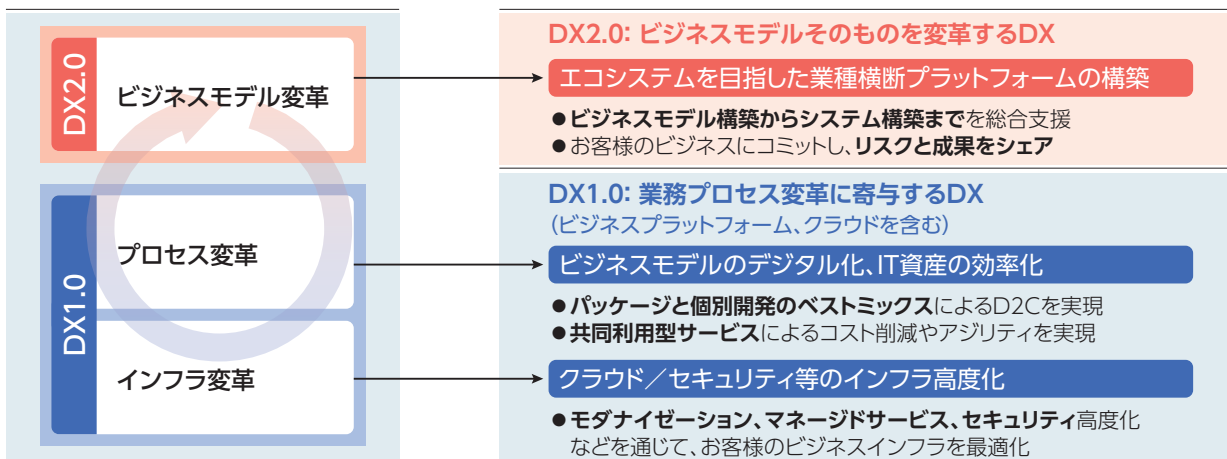 DX2.0
ビジネスモデル変革
DX1.0
プロセス変革
インフラ変革
DX2.0: ビジネスモデルそのものを変革するDX
エコシステムを目指した業種横断プラットフォームの構築
●ビジネスモデル構築からシステム構築までを総合支援
●お客様のビジネスにコミットし、リスクと成果をシェア
DX1.0: 業務プロセス変革に寄与するDX
（ビジネスプラットフォーム、クラウドを含む）
ビジネスモデルのデジタル化、IT資産の効率化
●パッケージと個別開発のベストミックスによるD2Cを実現
●共同利用型サービスによるコスト削減やアジリティを実現
クラウド／セキュリティ等のインフラ高度化
●モダナイゼーション、マネージドサービス、セキュリティ高度化
などを通じて、お客様のビジネスインフラを最適化